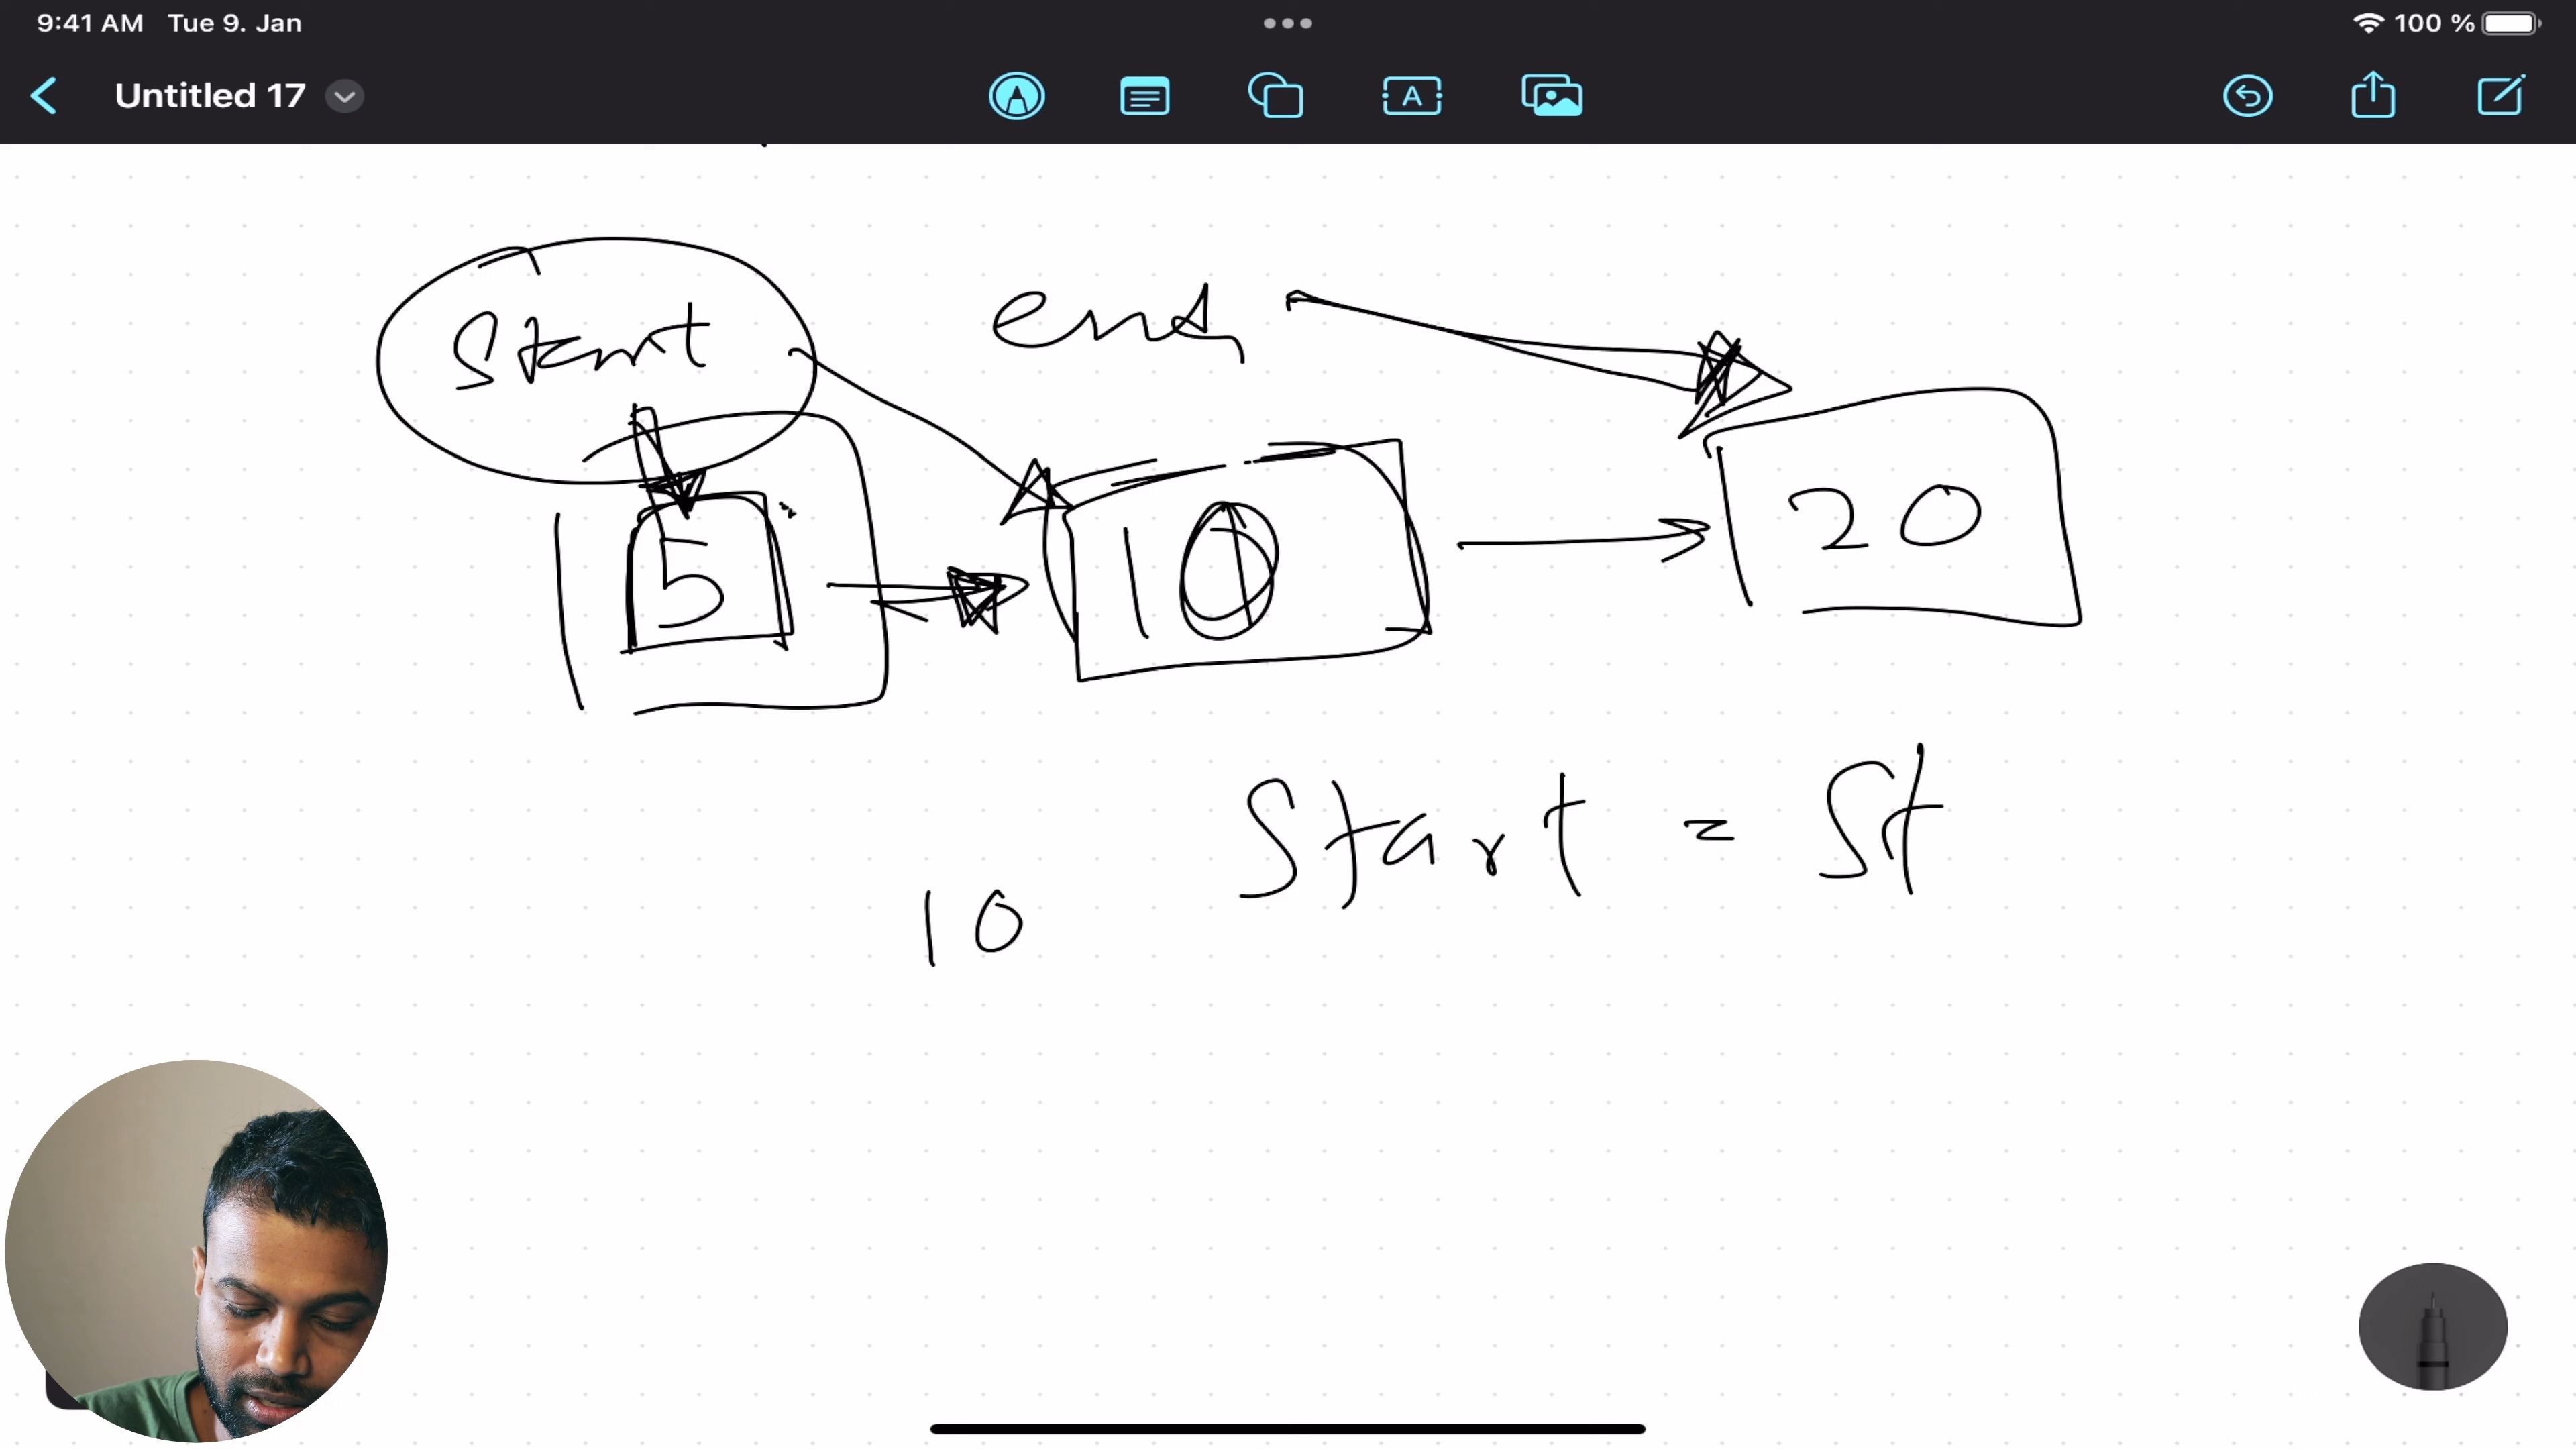 9:41 AM Tue 9. Jan
100 %
Untitled 17
A
Start
end
5
10
20
Start = St
10